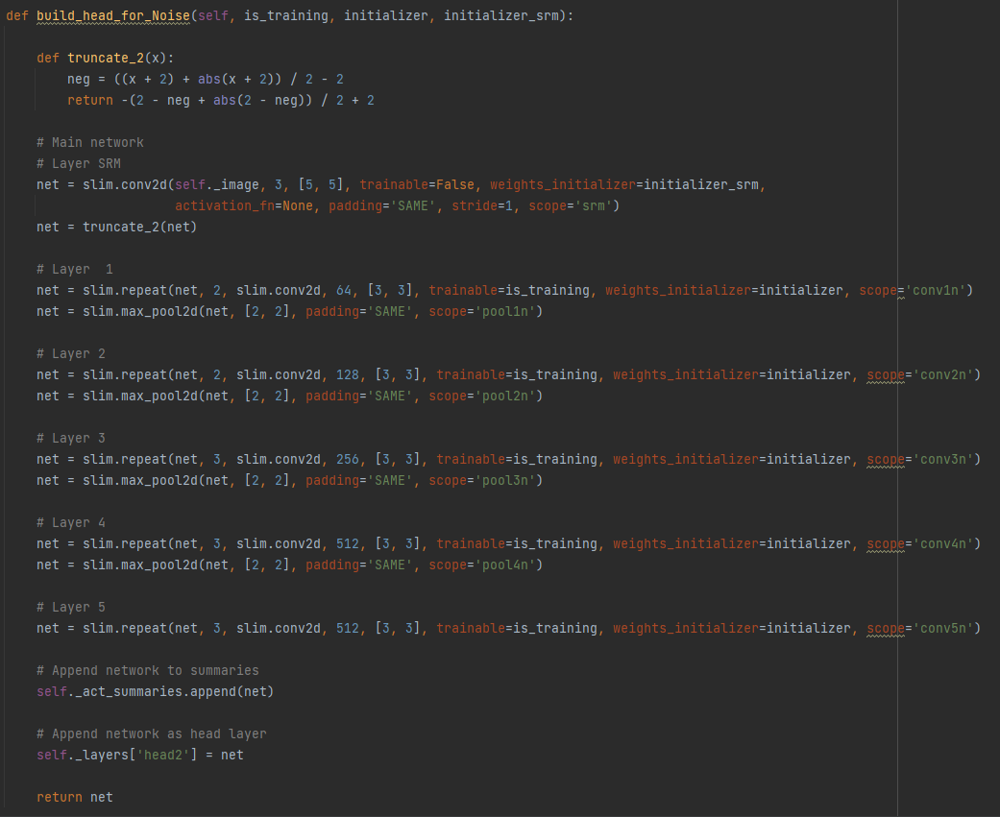 def build_head_for_Noise(self, is_training, initializer, initializer_srm):
def truncate_2(x):
neg = ((x + 2) + abs(x + 2)) / 2 - 2
return -(2 - neg + abs(2 - neg)) / 2 + 2
# Main network
# Layer SRM
net = slim.conv2d(self._image, 3, [5, 5], trainable=False, weights_initializer=initializer_srm,
activation_fn=None, padding='SAME', stride=1, scope='srm')
net = truncate_2(net)
# Layer  1
net = slim.repeat(net, 2, slim.conv2d, 64, [3, 3], trainable=is_training, weights_initializer=initializer, scope='conv1n')
net = slim.max_pool2d(net, [2, 2], padding='SAME', scope='pool1n')
# Layer 2
net = slim.repeat(net, 2, slim.conv2d, 128, [3, 3], trainable=is_training, weights_initializer=initializer, scope='conv2n')
net = slim.max_pool2d(net, [2, 2], padding='SAME', scope='pool2n')
# Layer 3
net = slim.repeat(net, 3, slim.conv2d, 256, [3, 3], trainable=is_training, weights_initializer=initializer, scope='conv3n')
net = slim.max_pool2d(net, [2, 2], padding='SAME', scope='pool3n')
# Layer 4
net = slim.repeat(net, 3, slim.conv2d, 512, [3, 3], trainable=is_training, weights_initializer=initializer, scope='conv4n')
net = slim.max_pool2d(net, [2, 2], padding='SAME', scope='pool4n')
# Layer 5
net = slim.repeat(net, 3, slim.conv2d, 512, [3, 3], trainable=is_training, weights_initializer=initializer, scope='conv5n')
# Append network to summaries
self._act_summaries.append(net)
# Append network as head layer
self._layers['head2'] = net
return net